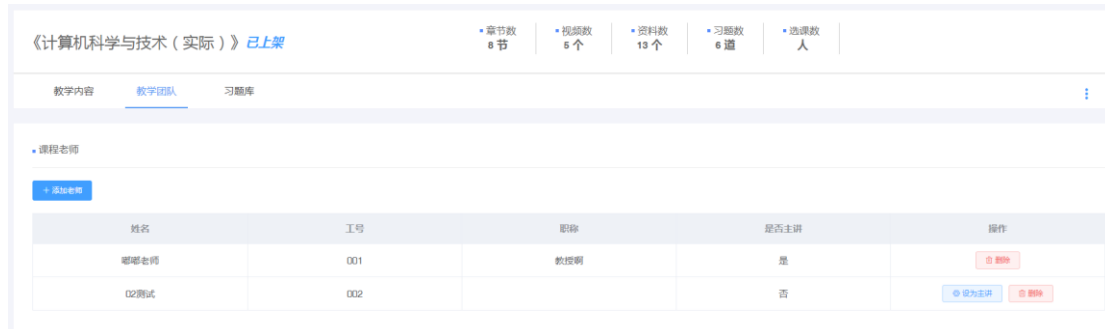 《计算机科学与技术（实际）》已上架
章节数 视频数 资料数 习题数 选课数
8 节 5 个 13 个 6 道 人
教学内容 教学团队 习题库
课程老师
+ 添加老师
姓名 工号 职称 是否主讲 操作
嘟嘟老师 001 教授啊 是 删除
02测试 002 否 设为主讲 删除